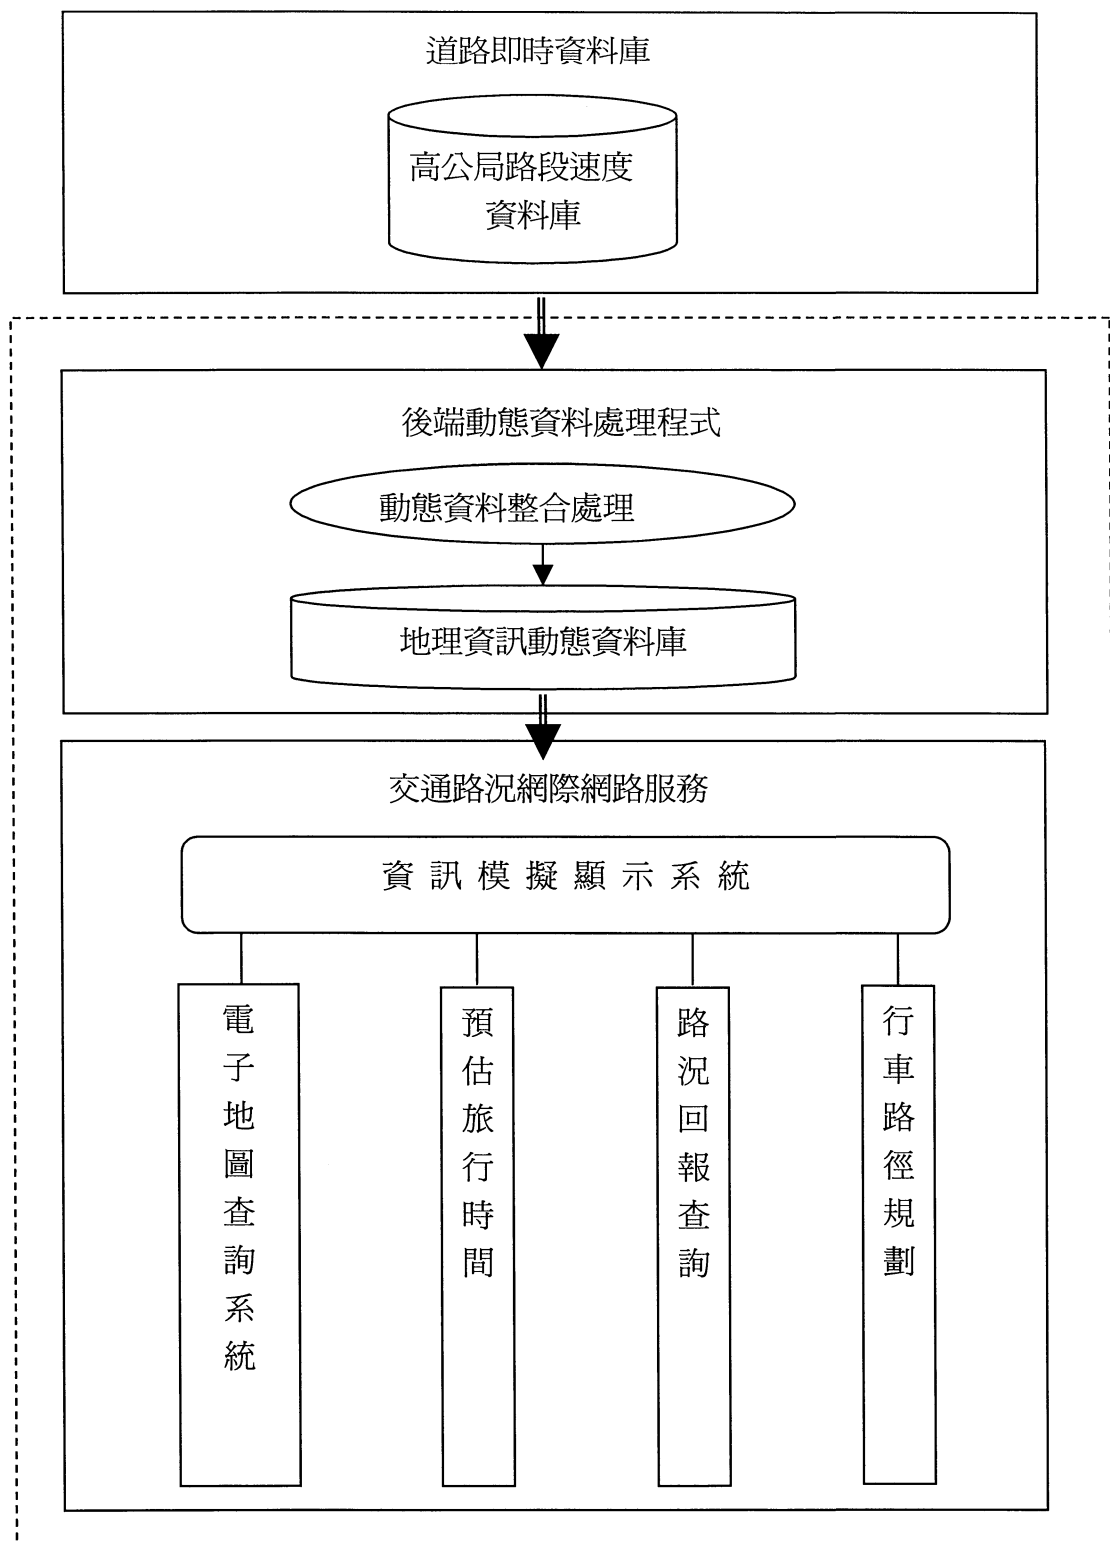 道路即時資料庫
高公局路段速度
資料庫
後端動態資料處理程式
動態資料整合處理
地理資訊動態資料庫
交通路況網際網路服務
資訊模擬顯示系統
電子地圖查詢系統
預估旅行時間
路況回報查詢
行車路徑規劃